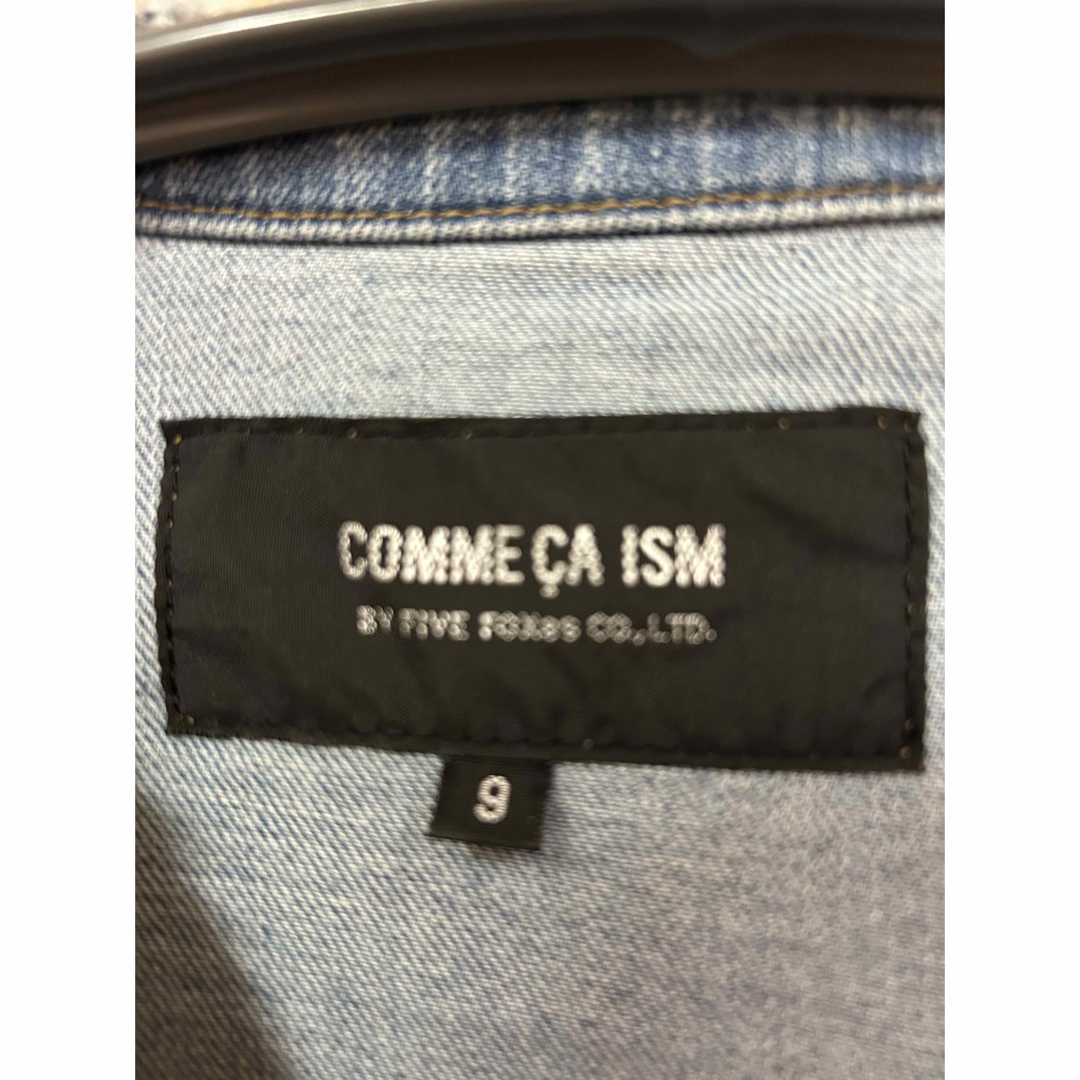 COMME ÇA ISM
BY FIVE FOXes CO., LTD.
9